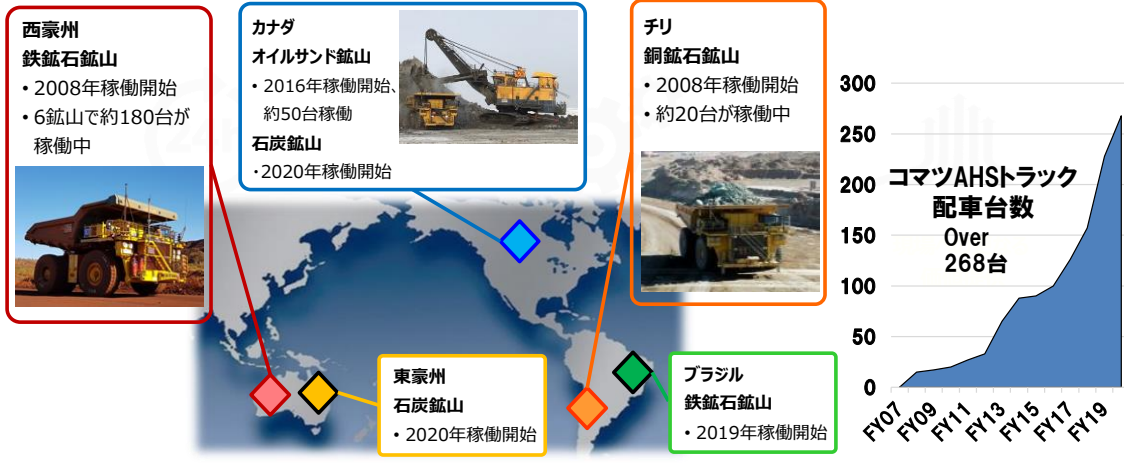 西豪州
鉄鉱石鉱山
・2008年稼働開始
・6鉱山で約180台が
稼働中
カナダ
オイルサンド鉱山
・2016年稼働開始、
約50台稼働
石炭鉱山
・2020年稼働開始
チリ
銅鉱石鉱山
・2008年稼働開始
・約20台が稼働中
東豪州
石炭鉱山
・2020年稼働開始
ブラジル
鉄鉱石鉱山
・2019年稼働開始
コマツAHSトラック
配車台数
Over
268台
300
250
200
150
100
50
0
FY07
FY09
FY11
FY13
FY15
FY17
FY19